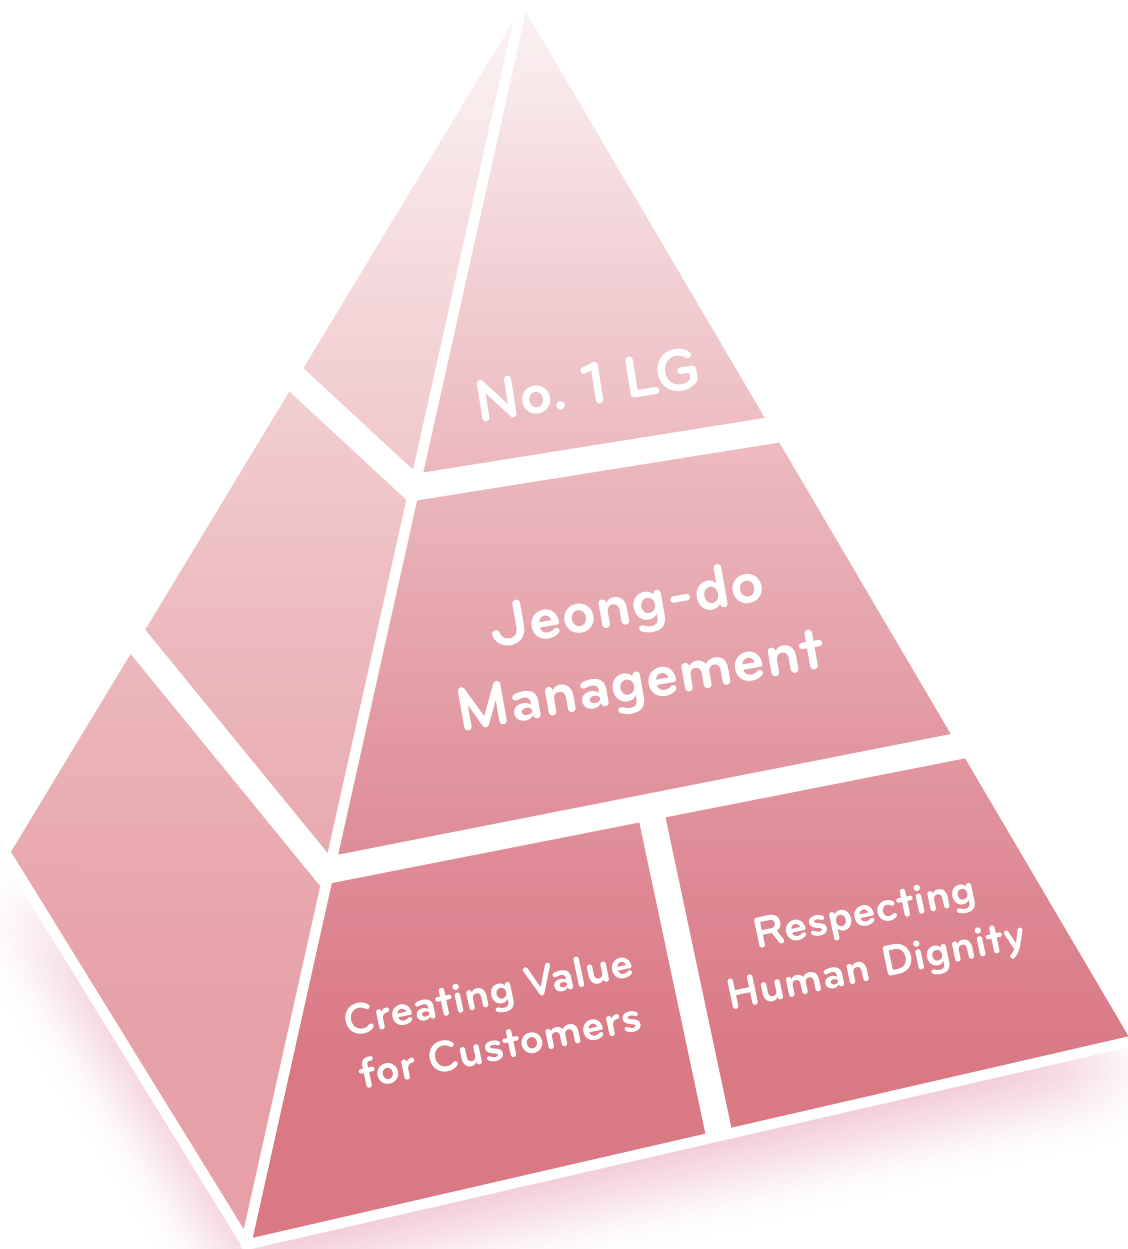 No. 1 LG
Jeong-do
Management
Creating Value
for Customers
Respecting
Human Dignity